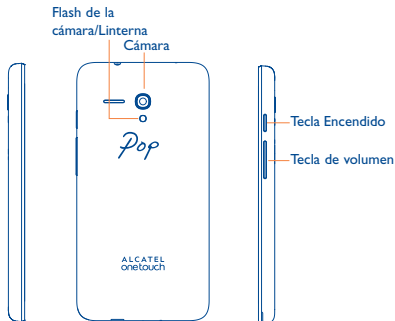 Flash de la
cámara/Linterna
Cámara
Tecla Encendido
Tecla de volumen
Pop
ALCATEL
onetouch